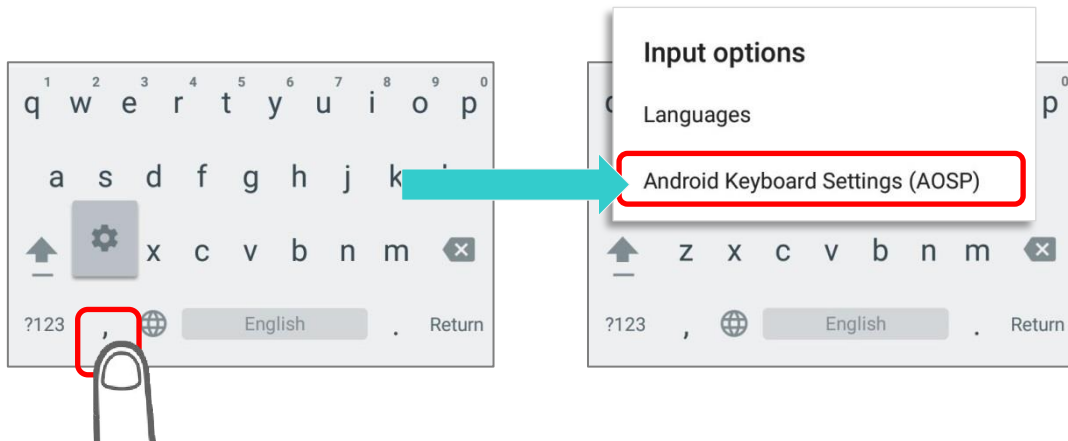 1 2 3 4 5 6 7 8 9 0
q w e r t y u i o p
a s d f g h j k
x c v b n m
?123 , English . Return
Input options
Languages
Android Keyboard Settings (AOSP)
0
p
z x c v b n m
?123 , English . Return